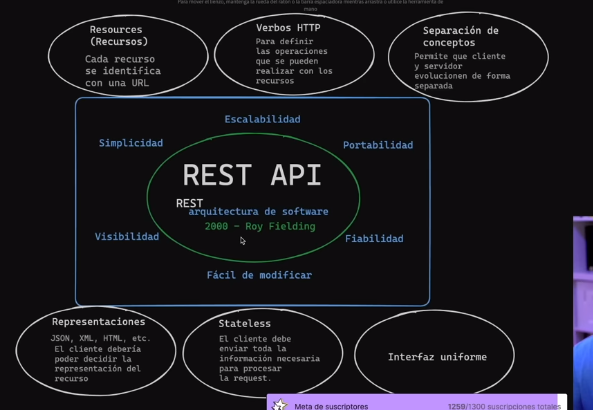 Para mover el lienzo, mantenga la rueda del ratón o la barra espaciadora mientras arrastra o utilice la herramienta de
mano
Resources
(Recursos)
Cada recurso
se identifica
con una URL
Verbos HTTP
Para definir
las operaciones
que se pueden
realizar con los
recursos
Separación de
conceptos
Permite que cliente
y servidor
evolucionen de forma
separada
Escalabilidad
Simplicidad
Portabilidad
REST API
REST
arquitectura de software
2000 - Roy Fielding
Visibilidad
Fiabilidad
Fácil de modificar
Representaciones
JSON, XML, HTML, etc.
El cliente debería
poder decidir la
representación del
recurso
Stateless
El cliente debe
enviar toda la
información necesaria
para procesar
la request.
Interfaz uniforme
Meta de suscriptores
1259/1300 suscripciones totales